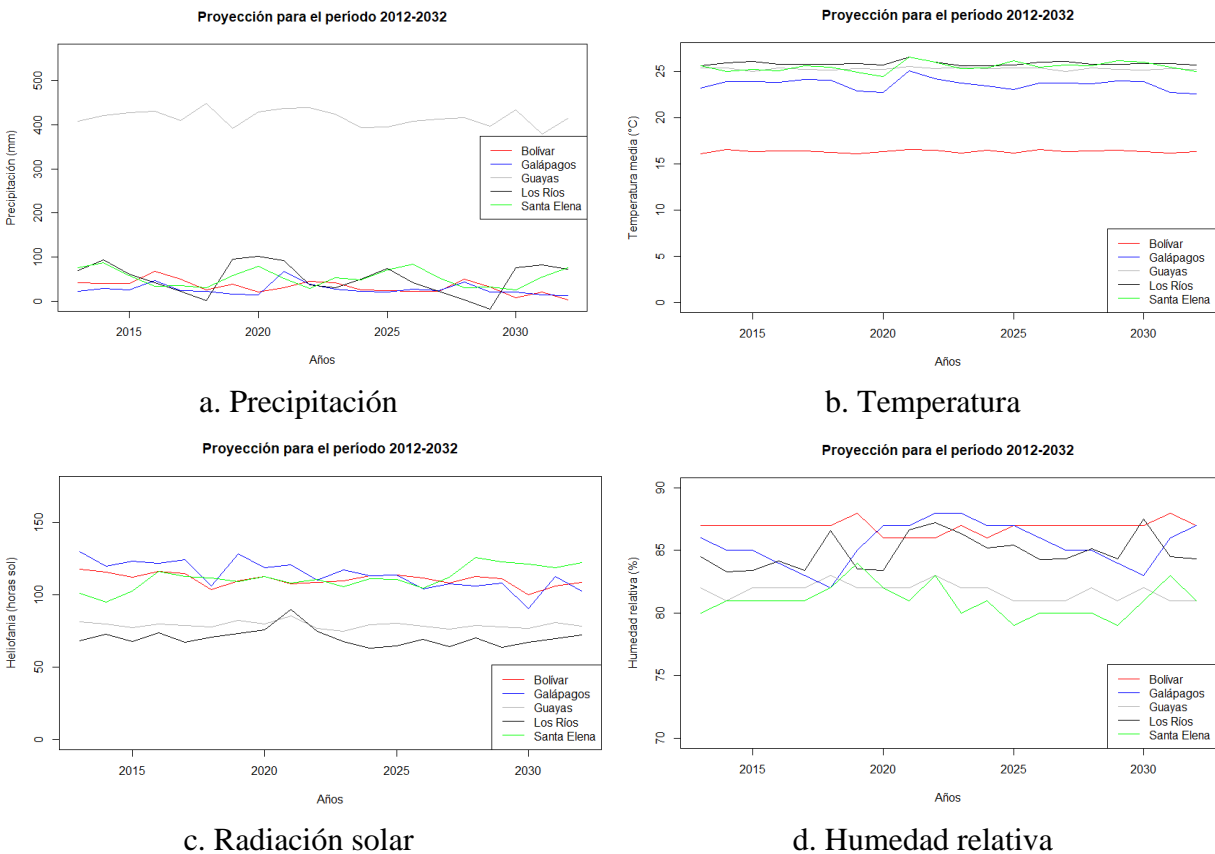 Proyección para el período 2012-2032
Precipitación (mm)
500
400
300
200
100
0
Bolívar
Galápagos
Guayas
Los Ríos
Santa Elena
2015 2020 2025 2030
Años
a. Precipitación
Proyección para el período 2012-2032
Temperatura media (°C)
25
20
15
10
5
0
Bolívar
Galápagos
Guayas
Los Ríos
Santa Elena
2015 2020 2025 2030
Años
b. Temperatura
Proyección para el período 2012-2032
Heliofania (horas sol)
150
100
50
0
Bolívar
Galápagos
Guayas
Los Ríos
Santa Elena
2015 2020 2025 2030
Años
c. Radiación solar
Proyección para el período 2012-2032
Humedad relativa (%)
90
85
80
75
70
Bolívar
Galápagos
Guayas
Los Ríos
Santa Elena
2015 2020 2025 2030
Años
d. Humedad relativa